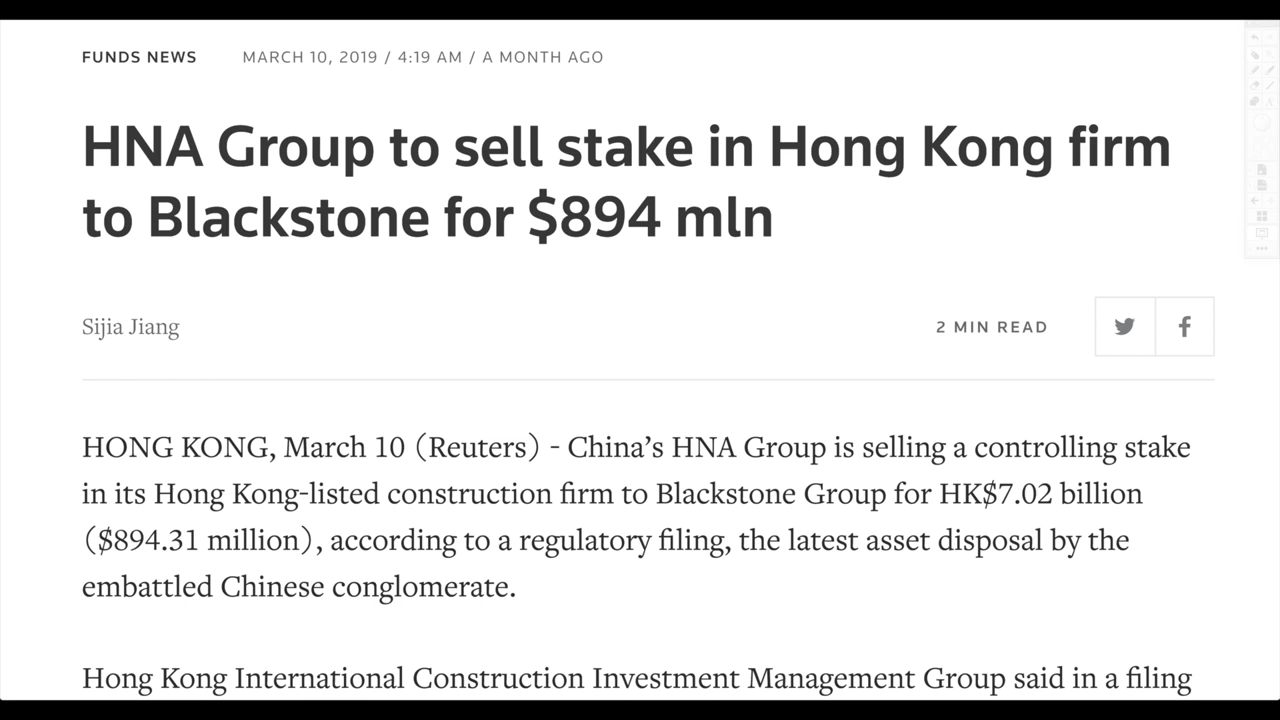 FUNDS NEWS MARCH 10, 2019 / 4:19 AM / A MONTH AGO
HNA Group to sell stake in Hong Kong firm
to Blackstone for $894 mln
Sijia Jiang 2 MIN READ
HONG KONG, March 10 (Reuters) - China’s HNA Group is selling a controlling stake
in its Hong Kong-listed construction firm to Blackstone Group for HK$7.02 billion
($894.31 million), according to a regulatory filing, the latest asset disposal by the
embattled Chinese conglomerate.
Hong Kong International Construction Investment Management Group said in a filing